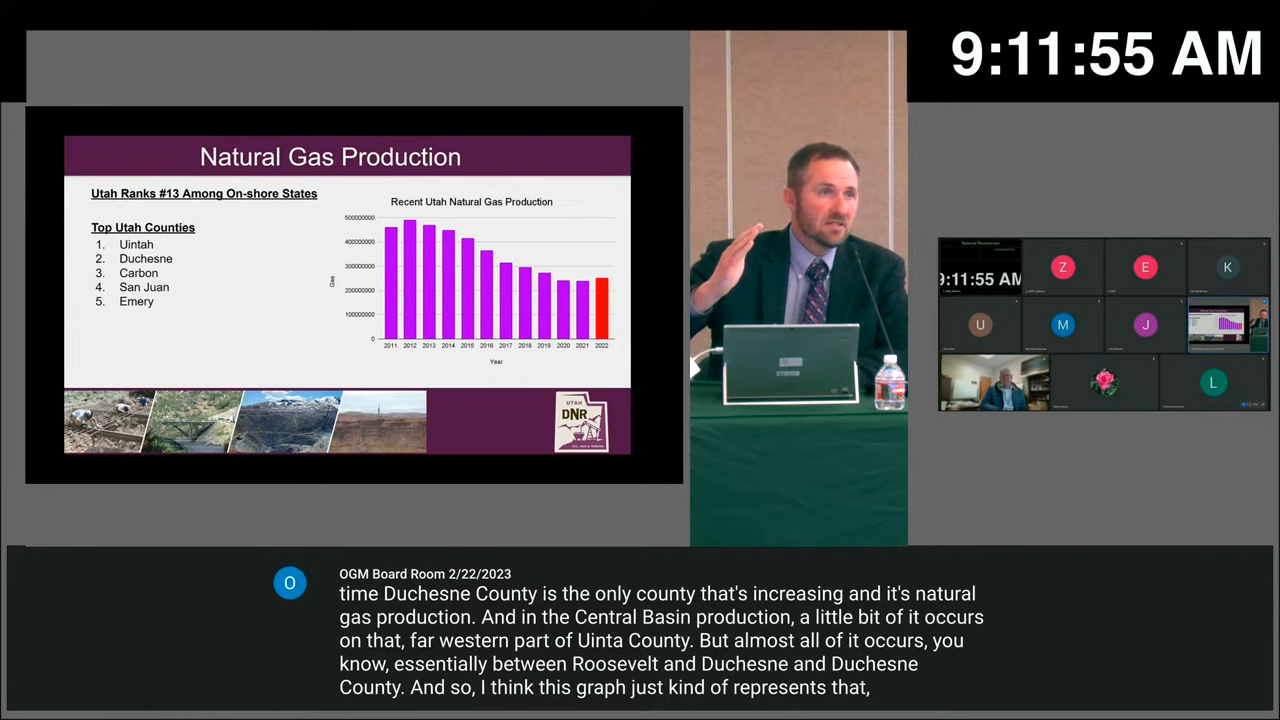 9:11:55 AM
Natural Gas Production
Utah Ranks #13 Among On-shore States
Top Utah Counties
1. Uintah
2. Duchesne
3. Carbon
4. San Juan
5. Emery
Recent Utah Natural Gas Production
500000000
400000000
300000000
200000000
100000000
0
Gas
2011 2012 2013 2014 2015 2016 2017 2018 2019 2020 2021 2022
Year
UTAH
DNR
OIL, GAS & MINING
Natural Resources
9:11:55 AM
Z
E
K
U
M
J
L
O
OGM Board Room 2/22/2023
time Duchesne County is the only county that's increasing and it's natural
gas production. And in the Central Basin production, a little bit of it occurs
on that, far western part of Uinta County. But almost all of it occurs, you
know, essentially between Roosevelt and Duchesne and Duchesne
County. And so, I think this graph just kind of represents that,